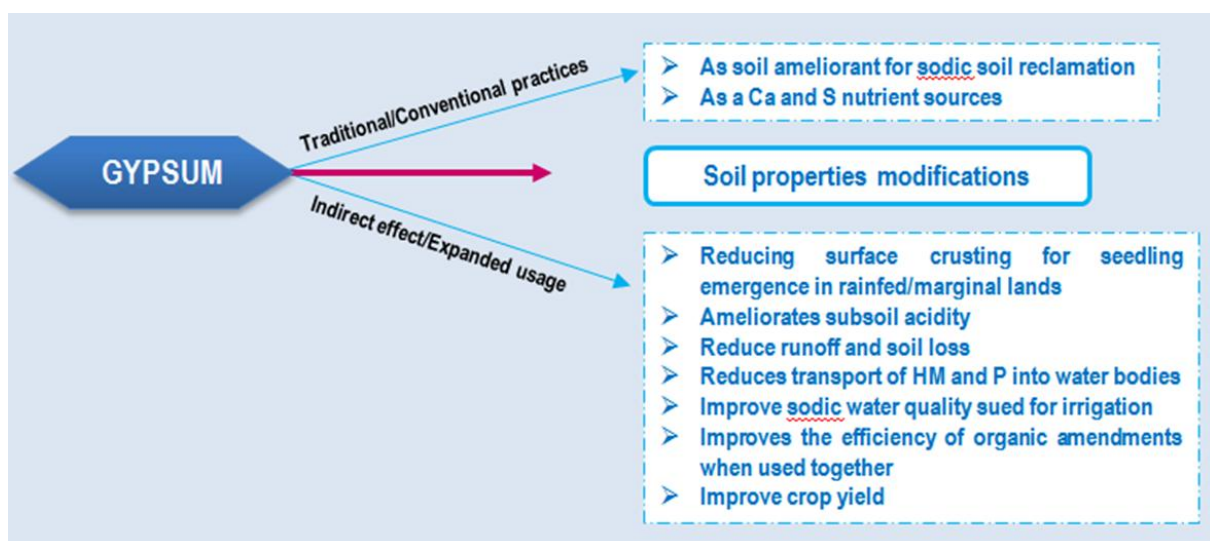 GYPSUM
Traditional/Conventional practices
Indirect effect/Expanded usage
➢ As soil ameliorant for sodic soil reclamation
➢ As a Ca and S nutrient sources
Soil properties modifications
➢ Reducing surface crusting for seedling
emergence in rainfed/marginal lands
➢ Ameliorates subsoil acidity
➢ Reduce runoff and soil loss
➢ Reduces transport of HM and P into water bodies
➢ Improve sodic water quality sued for irrigation
➢ Improves the efficiency of organic amendments
when used together
➢ Improve crop yield